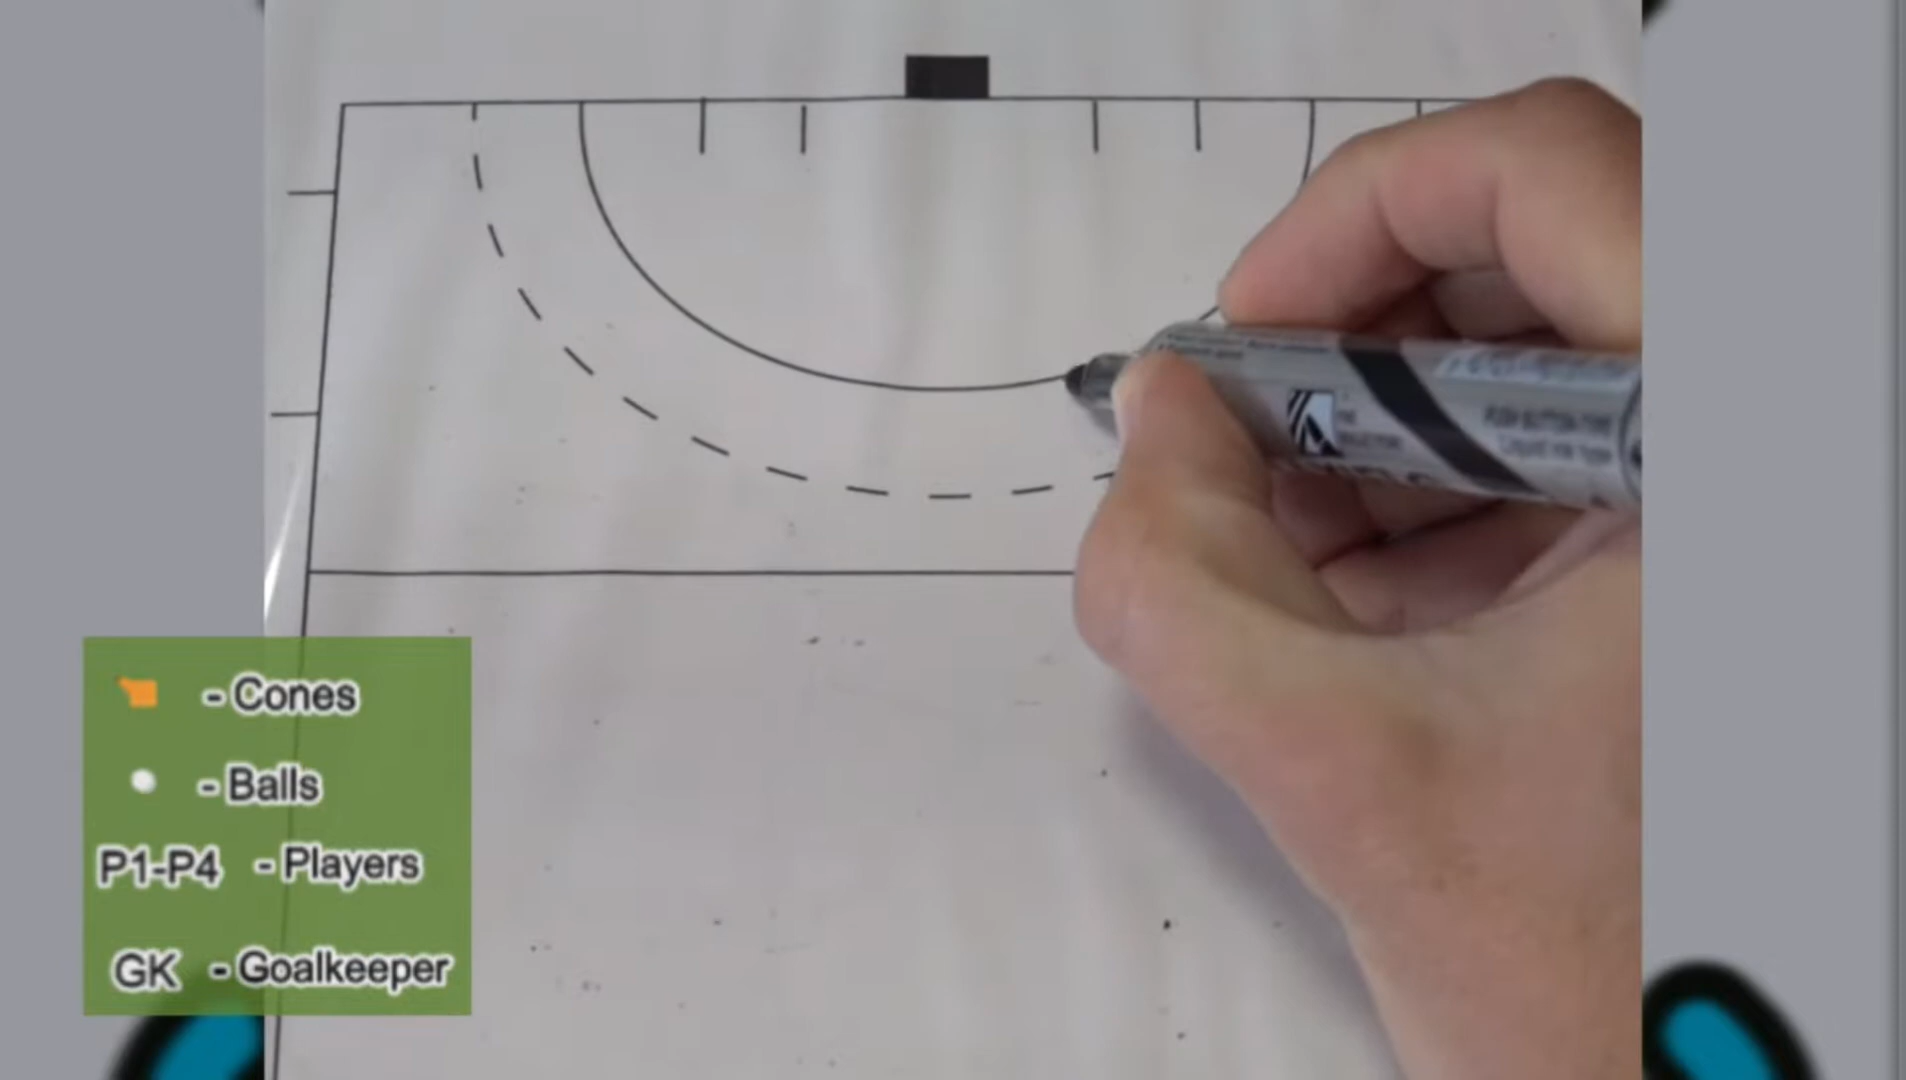 - Cones
- Balls
P1-P4 - Players
GK - Goalkeeper